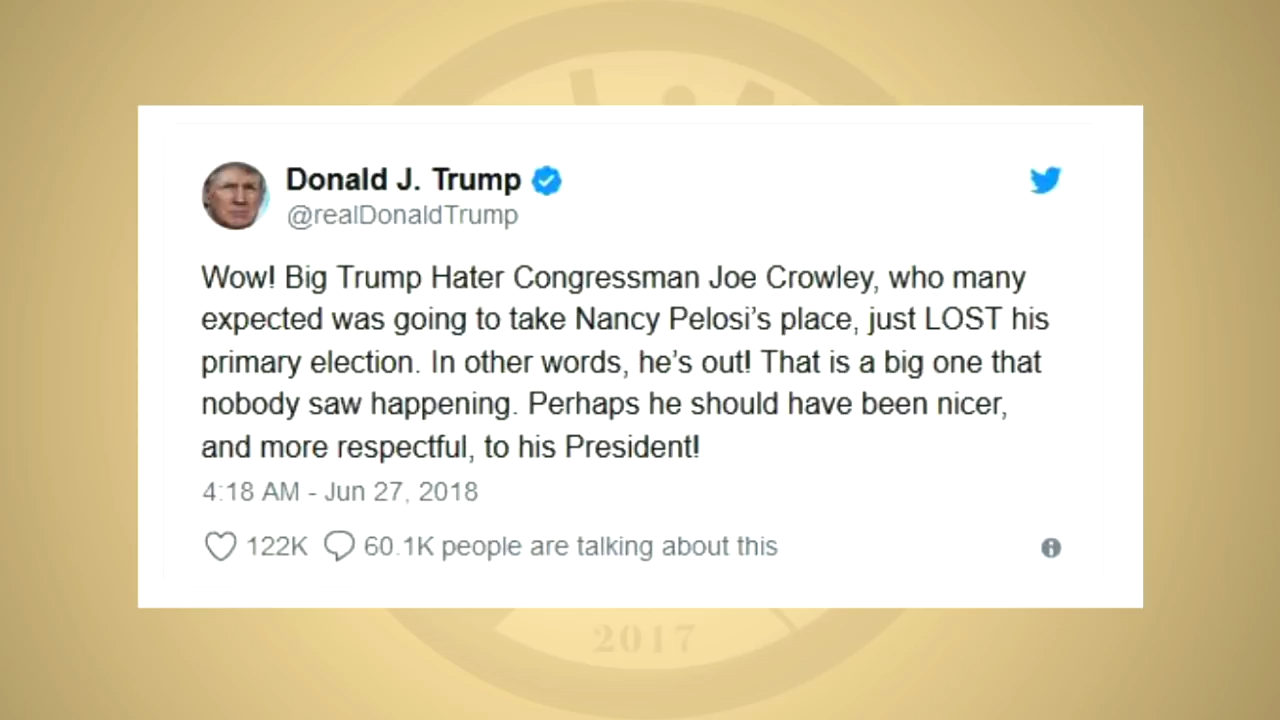 Donald J. Trump
@realDonaldTrump
Wow! Big Trump Hater Congressman Joe Crowley, who many
expected was going to take Nancy Pelosi’s place, just LOST his
primary election. In other words, he’s out! That is a big one that
nobody saw happening. Perhaps he should have been nicer,
and more respectful, to his President!
4:18 AM - Jun 27, 2018
122K 60.1K people are talking about this
2017